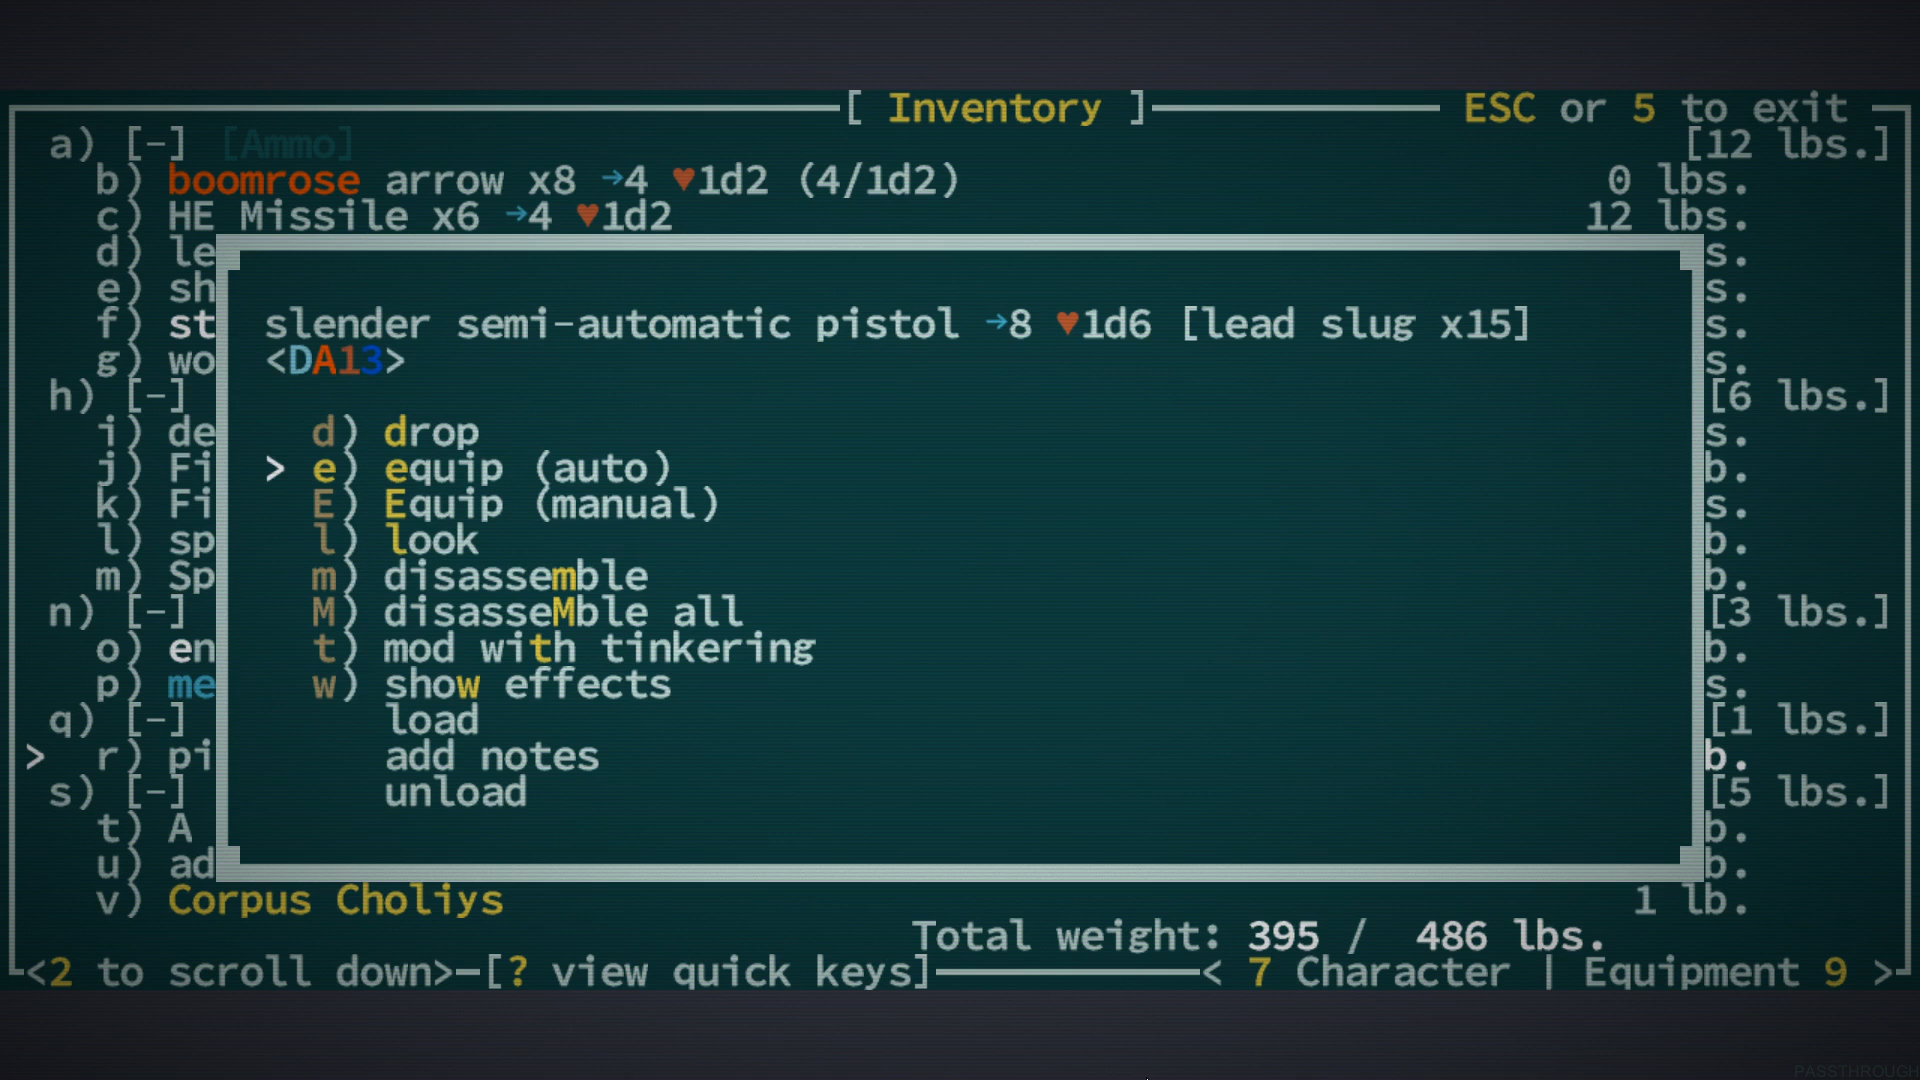 [ Inventory ] ESC or 5 to exit
a) [-] [Ammo] [12 lbs.]
b) boomrose arrow x8 →4 ♥1d2 (4/1d2) 0 lbs.
c) HE Missile x6 →4 ♥1d2 12 lbs.
d) le s.
e) sh s.
f) st s.
g) wo s.
h) [-] [6 lbs.]
i) de s.
j) Fi b.
k) Fi s.
l) sp b.
m) Sp b.
n) [-] [3 lbs.]
o) en b.
p) me s.
q) [-] [1 lbs.]
> r) pi b.
s) [-] [5 lbs.]
t) A b.
u) ad b.
v) Corpus Choliys 1 lb.
slender semi-automatic pistol →8 ♥1d6 [lead slug x15]
<DA13>
d) drop
> e) equip (auto)
E) Equip (manual)
l) look
m) disassemble
M) disasseMble all
t) mod with tinkering
w) show effects
load
add notes
unload
Total weight: 395 / 486 lbs.
<2 to scroll down> [? view quick keys] < 7 Character | Equipment 9 >
PASSTHROUGH